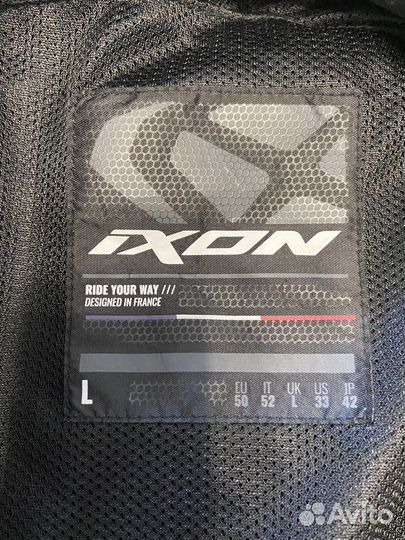 iXON
RIDE YOUR WAY ///
DESIGNED IN FRANCE
L
EU IT UK US JP
50 52 L 33 42
Avito